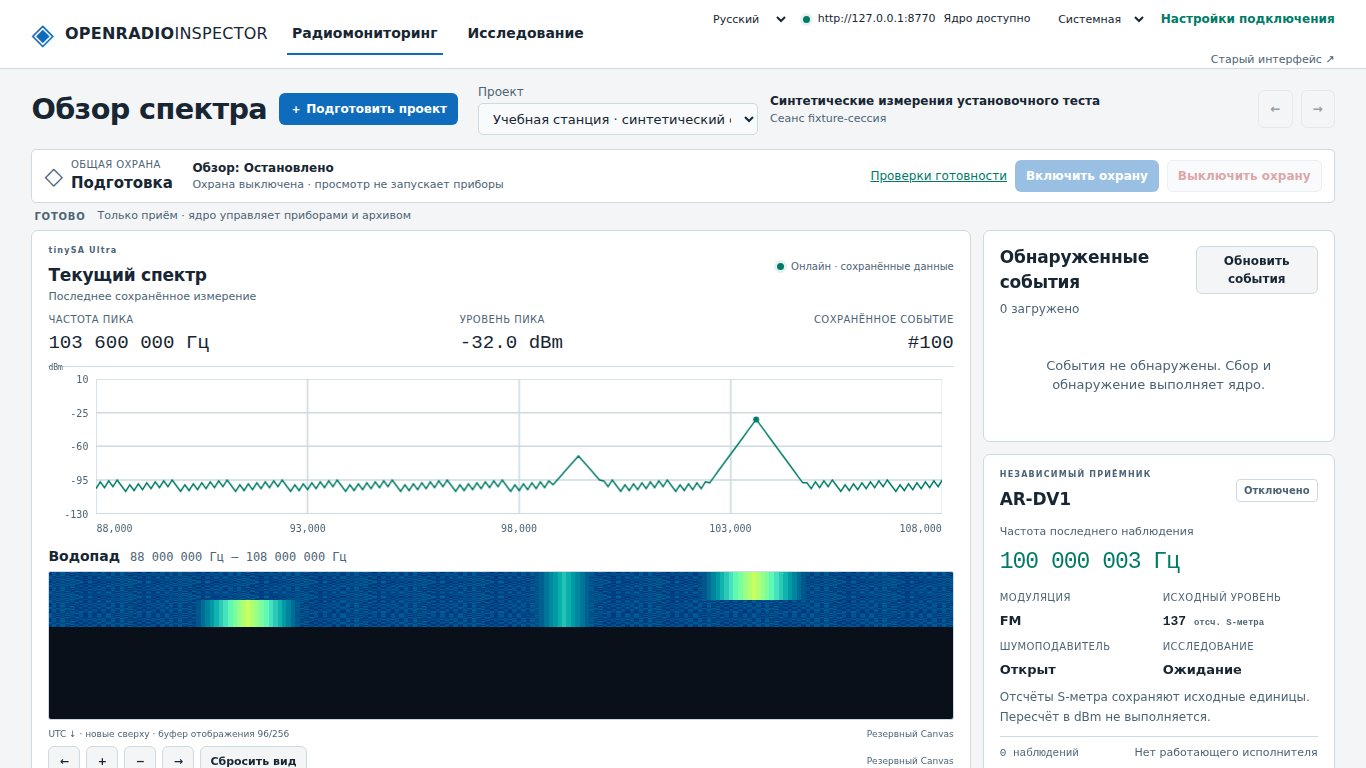 OPENRADIOINSPECTOR
Радиомониторинг
Исследование
Русский
http://127.0.0.1:8770 Ядро доступно
Системная
Настройки подключения
Старый интерфейс ↗
Обзор спектра
+ Подготовить проект
Проект
Учебная станция · синтетический
Синтетические измерения установочного теста
Сеанс fixture-сессия
← →
ОБЩАЯ ОХРАНА
Подготовка
Обзор: Остановлено
Охрана выключена · просмотр не запускает приборы
Проверки готовности
Включить охрану
Выключить охрану
ГОТОВО Только приём · ядро управляет приборами и архивом
tinySA Ultra
Текущий спектр
Последнее сохранённое измерение
Онлайн · сохранённые данные
ЧАСТОТА ПИКА
103 600 000 Гц
УРОВЕНЬ ПИКА
-32.0 dBm
СОХРАНЁННОЕ СОБЫТИЕ
#100
dBm
10
-25
-60
-95
-130
88,000 93,000 98,000 103,000 108,000
Водопад 88 000 000 Гц — 108 000 000 Гц
UTC ↓ · новые сверху · буфер отображения 96/256
Резервный Canvas
← + − → Сбросить вид
Резервный Canvas
Обнаруженные
события
Обновить
события
0 загружено
События не обнаружены. Сбор и
обнаружение выполняет ядро.
НЕЗАВИСИМЫЙ ПРИЁМНИК
AR-DV1
Отключено
Частота последнего наблюдения
100 000 003 Гц
МОДУЛЯЦИЯ
FM
ИСХОДНЫЙ УРОВЕНЬ
137 отсч. S-метра
ШУМОПОДАВИТЕЛЬ
Открыт
ИССЛЕДОВАНИЕ
Ожидание
Отсчёты S-метра сохраняют исходные единицы.
Пересчёт в dBm не выполняется.
0 наблюдений
Нет работающего исполнителя